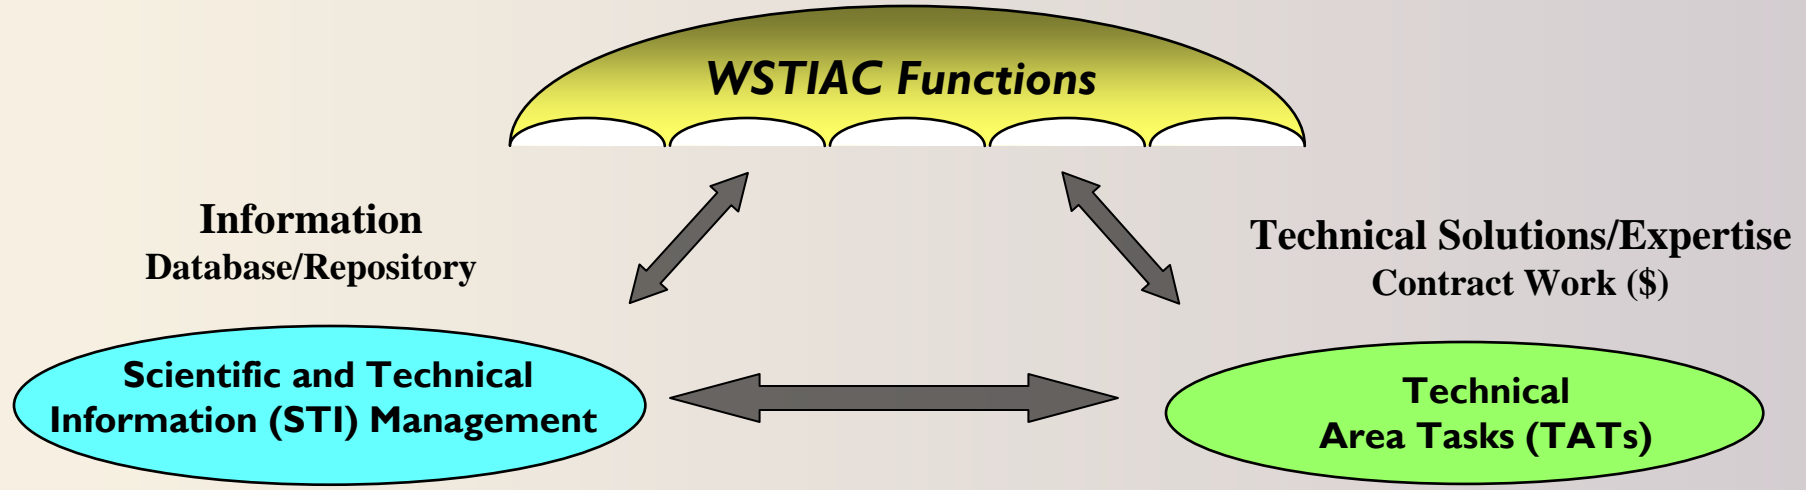 WSTIAC Functions
Information
Database/Repository
Technical Solutions/Expertise
Contract Work ($)
Scientific and Technical
Information (STI) Management
Technical
Area Tasks (TATs)